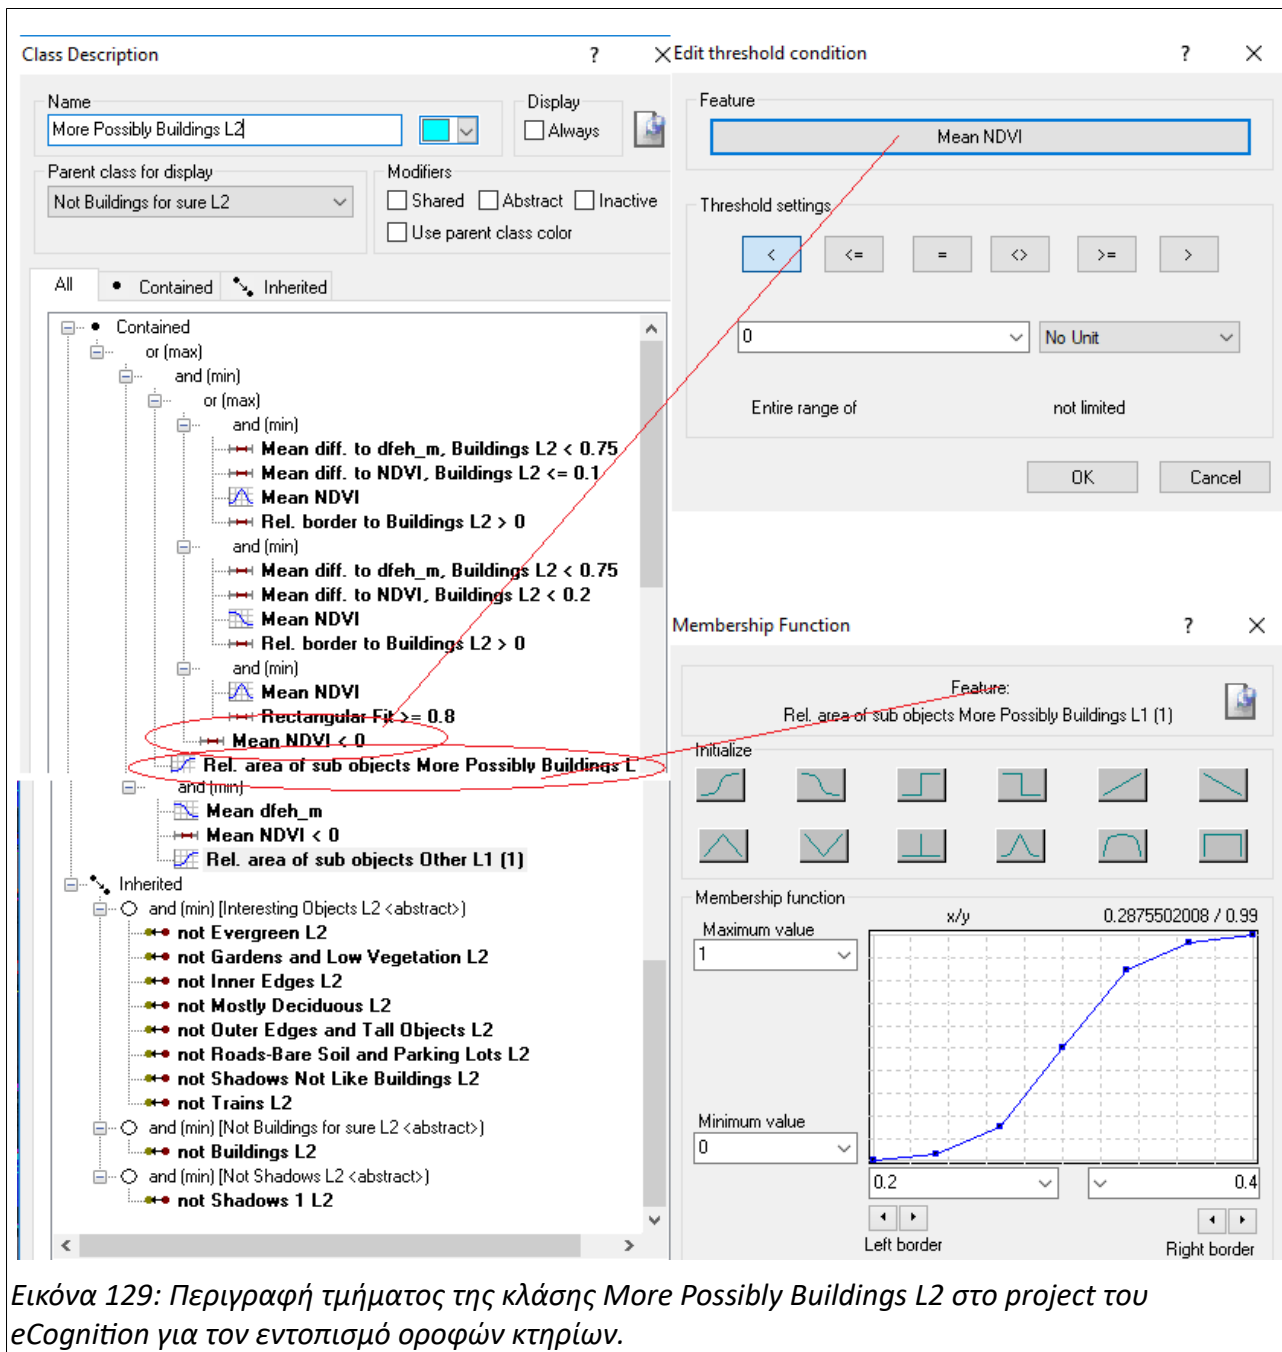 Class Description
?
Name
More Possibly Buildings L2
Display
Always
Parent class for display
Not Buildings for sure L2
Modifiers
Shared
Abstract
Inactive
Use parent class color
All
Contained
Inherited
Contained
or (max)
and (min)
or (max)
and (min)
Mean diff. to dfeh_m, Buildings L2 < 0.75
Mean diff. to NDVI, Buildings L2 <= 0.1
Mean NDVI
Rel. border to Buildings L2 > 0
and (min)
Mean diff. to dfeh_m, Buildings L2 < 0.75
Mean diff. to NDVI, Buildings L2 < 0.2
Mean NDVI
Rel. border to Buildings L2 > 0
and (min)
Mean NDVI
Rectangular Fit >= 0.8
Mean NDVI < 0
Rel. area of sub objects More Possibly Buildings L
and (min)
Mean dfeh_m
Mean NDVI < 0
Rel. area of sub objects Other L1 (1)
Inherited
and (min) [Interesting Objects L2 <abstract>)
not Evergreen L2
not Gardens and Low Vegetation L2
not Inner Edges L2
not Mostly Deciduous L2
not Outer Edges and Tall Objects L2
not Roads-Bare Soil and Parking Lots L2
not Shadows Not Like Buildings L2
not Trains L2
and (min) [Not Buildings for sure L2 <abstract>)
not Buildings L2
and (min) [Not Shadows L2 <abstract>)
not Shadows 1 L2
Edit threshold condition
?
Feature
Mean NDVI
Threshold settings
<
<=
=
<>
>=
>
0
No Unit
Entire range of
not limited
OK
Cancel
Membership Function
?
Feature:
Rel. area of sub objects More Possibly Buildings L1 (1)
Initialize
Membership function
Maximum value
1
x/y
0.2875502008 / 0.99
Minimum value
0
0.2
0.4
Left border
Right border
Εικόνα 129: Περιγραφή τμήματος της κλάσης More Possibly Buildings L2 στο project του
eCognition για τον εντοπισμό οροφών κτηρίων.